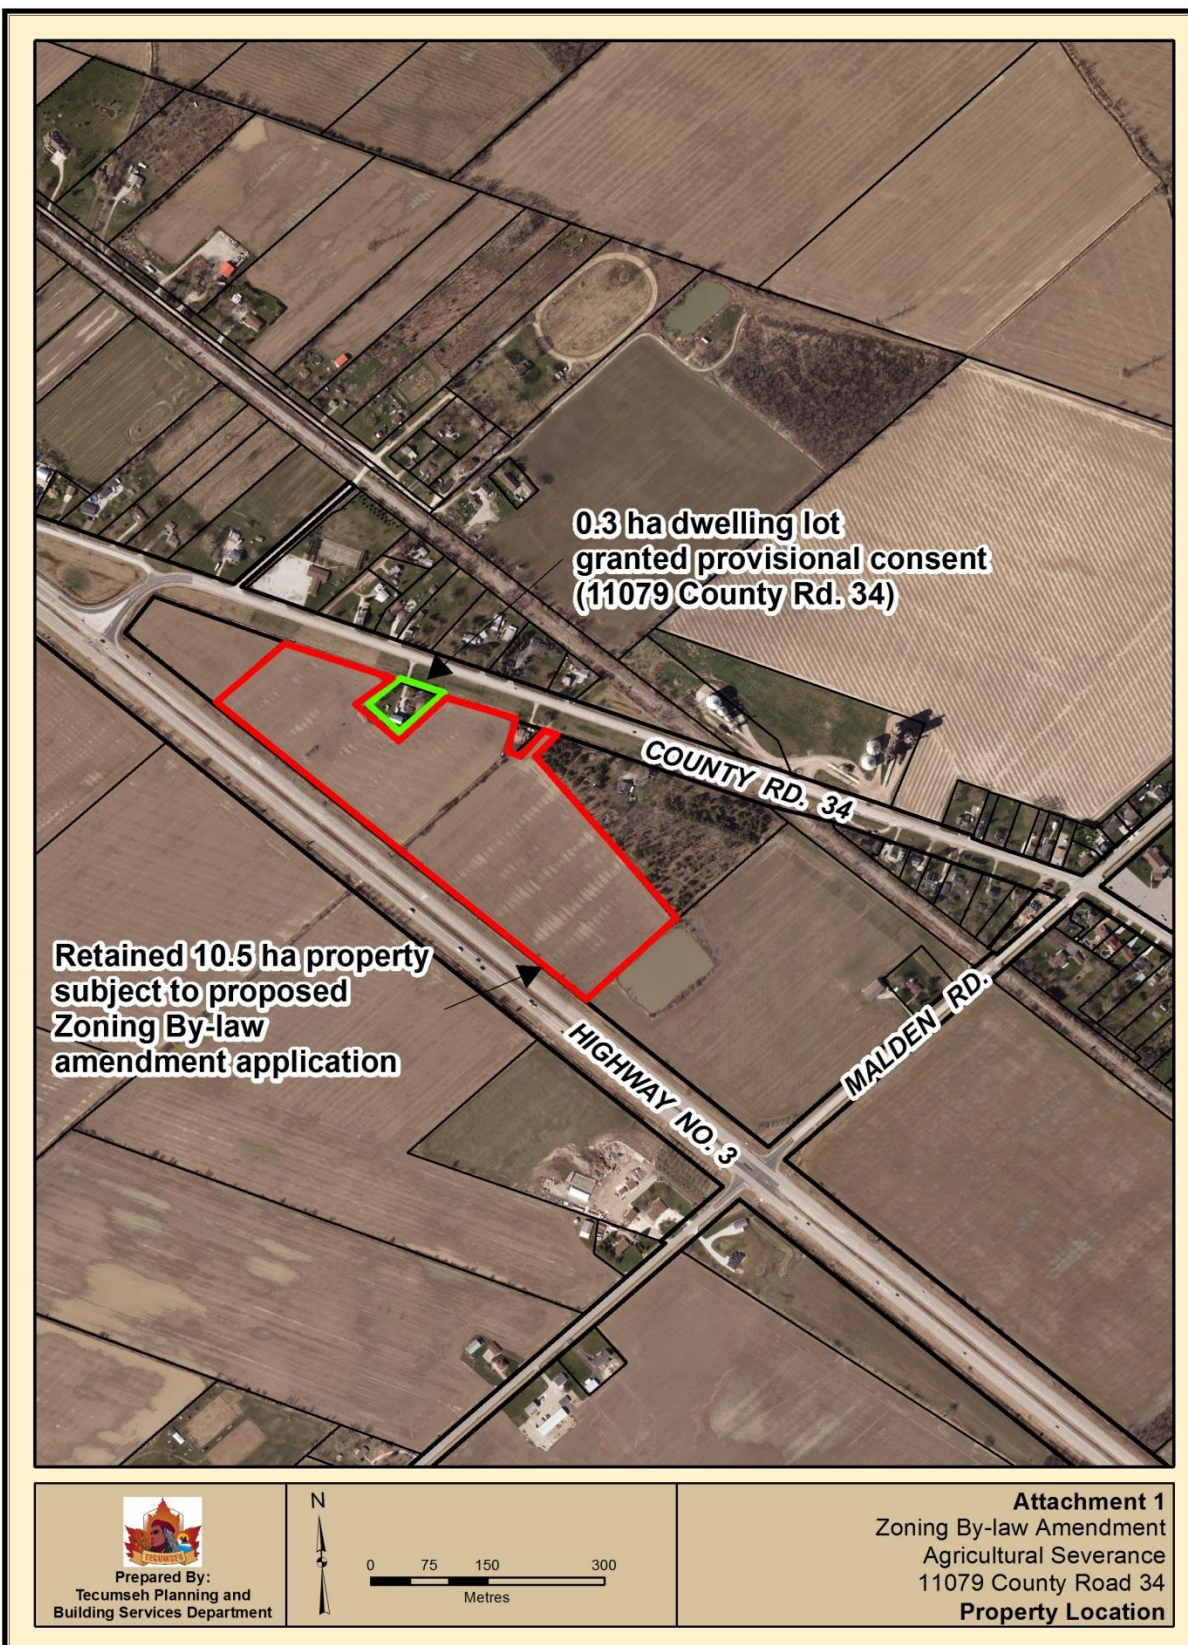 0.3 ha dwelling lot
granted provisional consent
(11079 County Rd. 34)
COUNTY RD. 34
Retained 10.5 ha property
subject to proposed
Zoning By-law
amendment application
MALDEN RD.
HIGHWAY NO. 3
TECUMSEH
Prepared By:
Tecumseh Planning and
Building Services Department
N
0 75 150 300
Metres
Attachment 1
Zoning By-law Amendment
Agricultural Severance
11079 County Road 34
Property Location